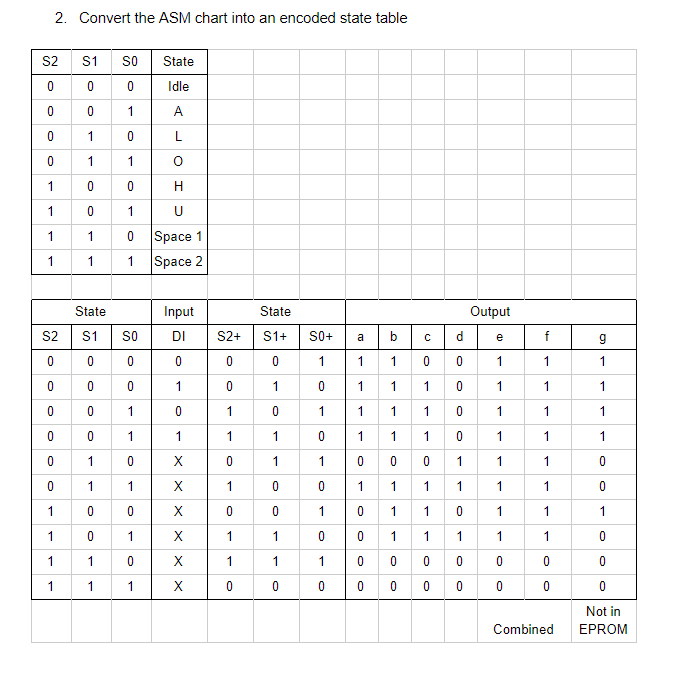 2. Convert the ASM chart into an encoded state table
S2 S1 S0 State
0 0 0 Idle
0 0 1 A
0 1 0 L
0 1 1 O
1 0 0 H
1 0 1 U
1 1 0 Space 1
1 1 1 Space 2
State Input State Output
S2 S1 S0 DI S2+ S1+ S0+ a b c d e f g
0 0 0 0 0 0 1 1 1 0 0 1 1 1
0 0 0 1 0 1 0 1 1 1 0 1 1 1
0 0 1 0 1 0 1 1 1 1 0 1 1 1
0 0 1 1 1 1 0 1 1 1 0 1 1 1
0 1 0 X 0 1 1 0 0 0 1 1 1 0
0 1 1 X 1 0 0 1 1 1 1 1 1 0
1 0 0 X 0 0 1 0 1 1 0 1 1 1
1 0 1 X 1 1 0 0 1 1 1 1 1 0
1 1 0 X 1 1 1 0 0 0 0 0 0 0
1 1 1 X 0 0 0 0 0 0 0 0 0 0
Combined
Not in
EPROM